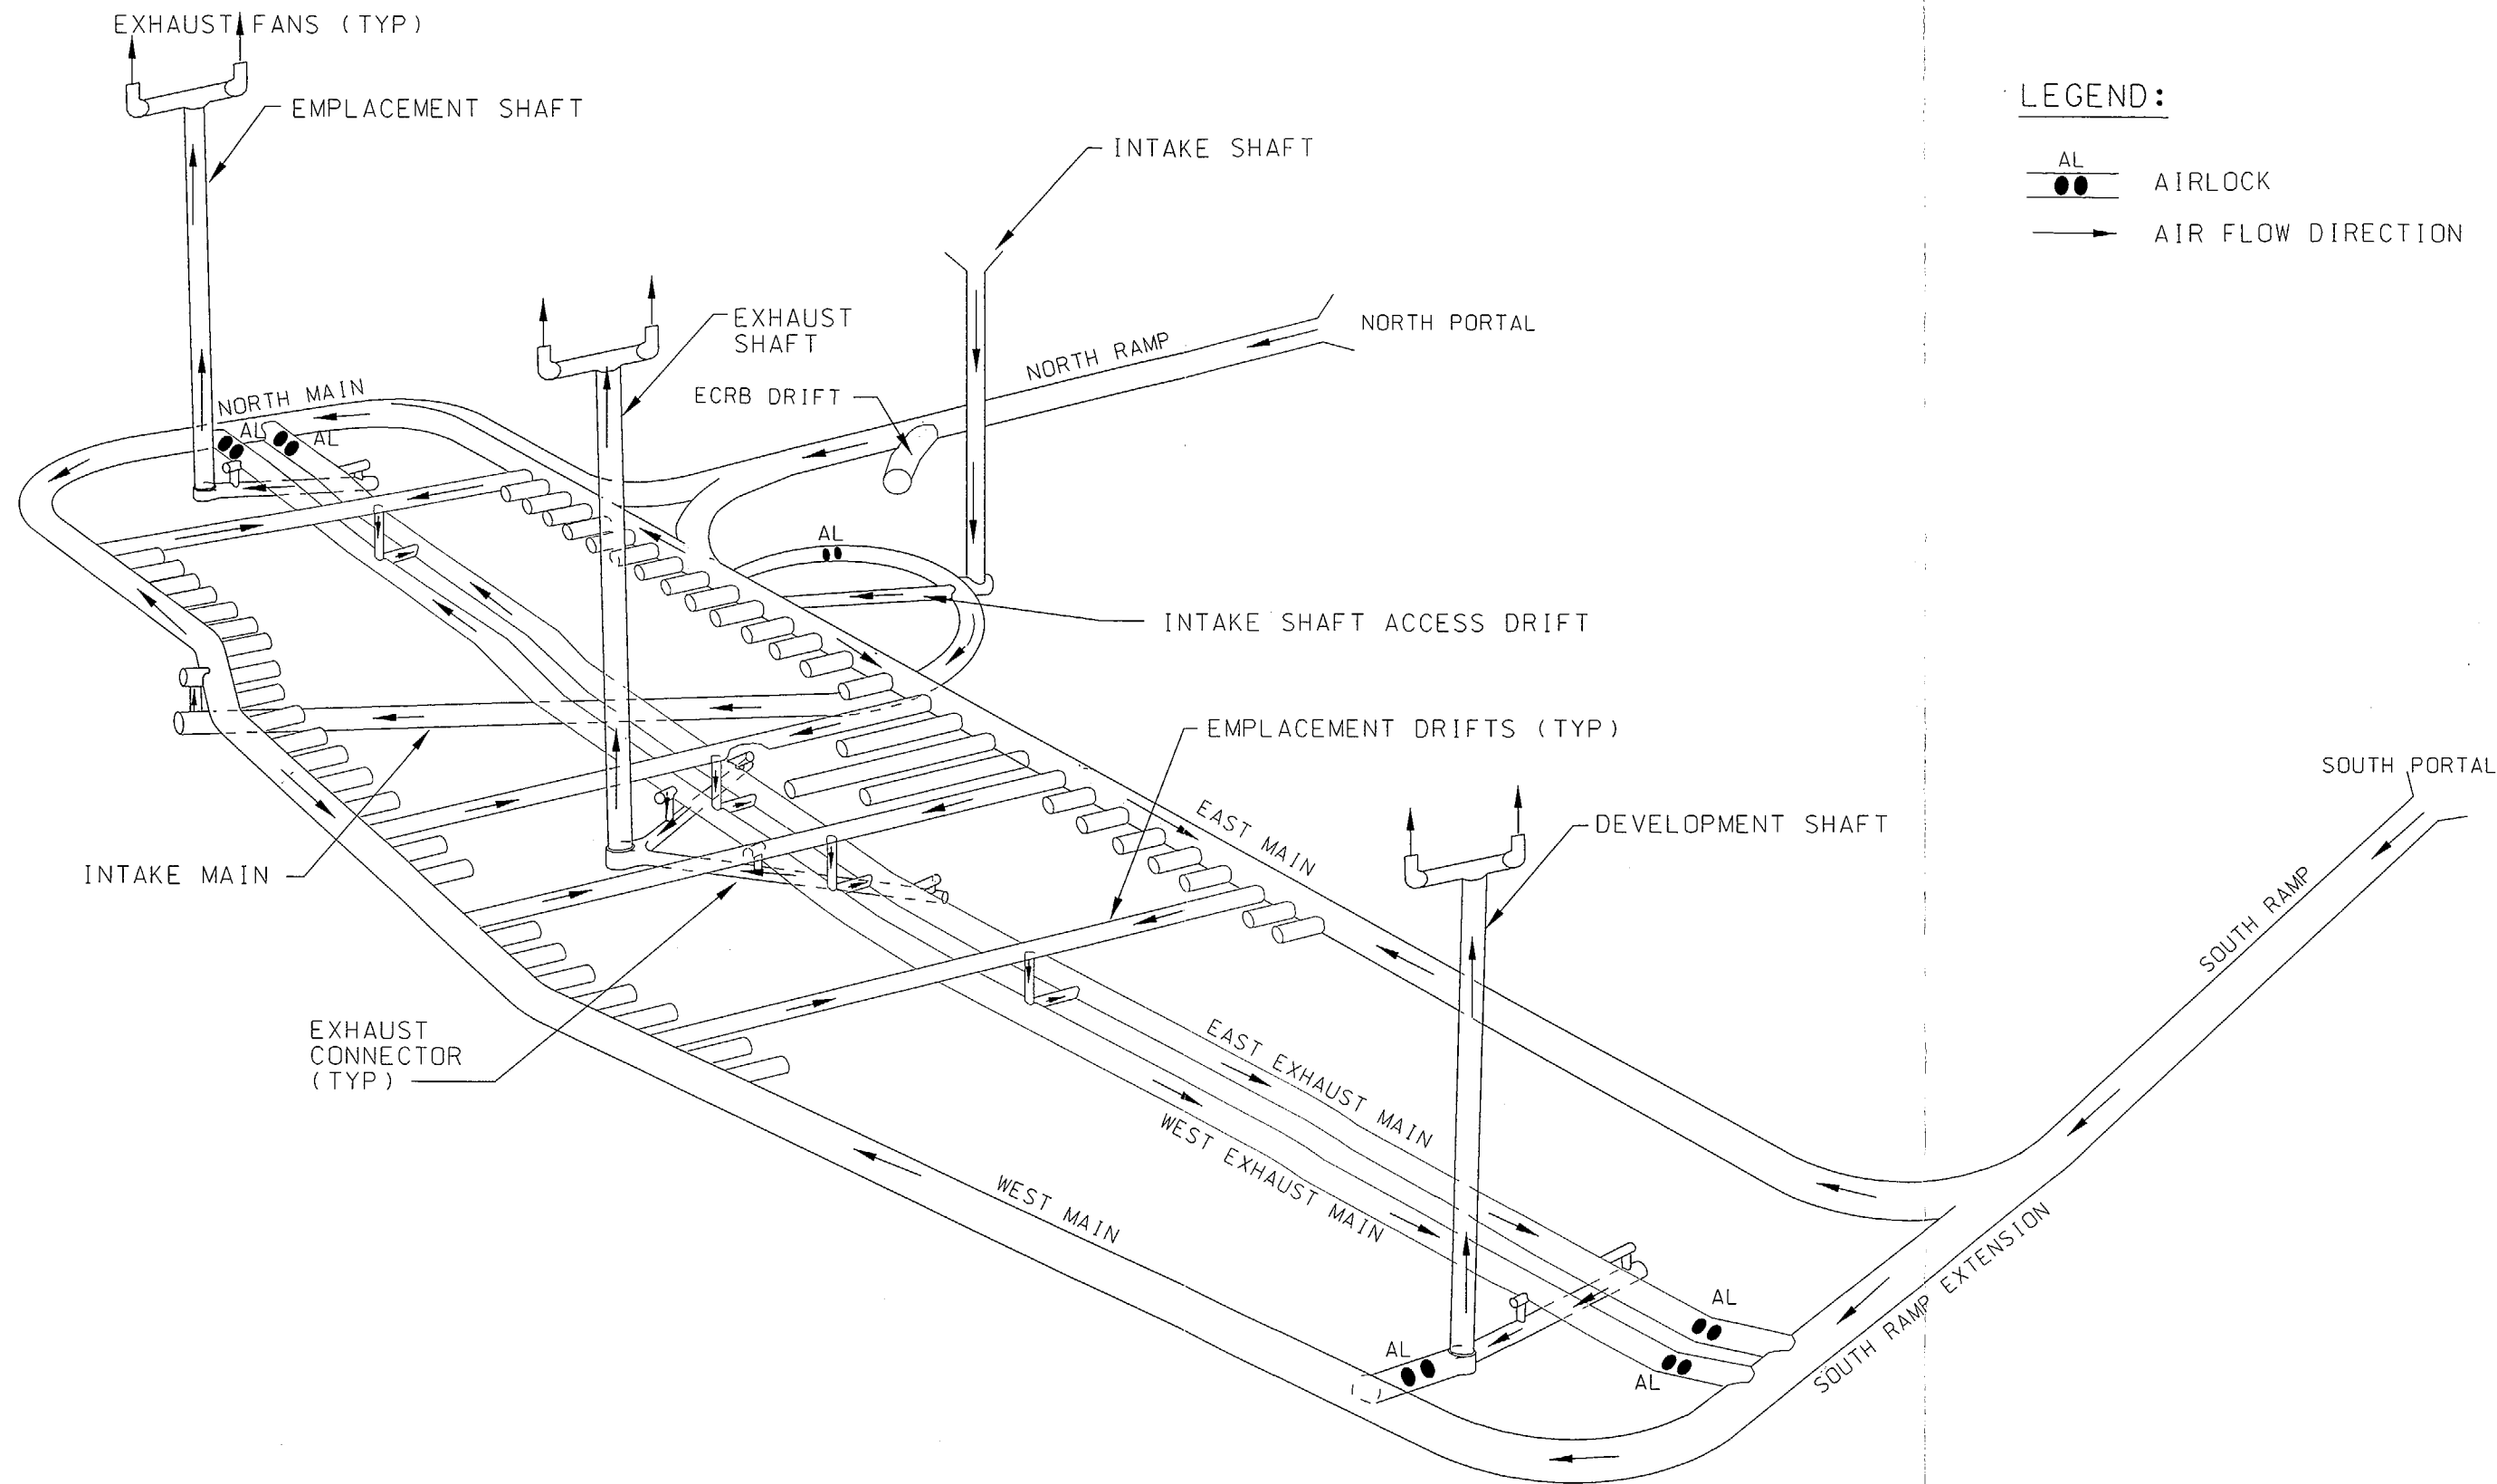 EXHAUST FANS (TYP)
EMPLACEMENT SHAFT
LEGEND:
AL
AIRLOCK
AIR FLOW DIRECTION
INTAKE SHAFT
EXHAUST
SHAFT
NORTH PORTAL
NORTH RAMP
ECRB DRIFT
NORTH MAIN
AL
AL
AL
INTAKE SHAFT ACCESS DRIFT
EMPLACEMENT DRIFTS (TYP)
SOUTH PORTAL
EAST MAIN
DEVELOPMENT SHAFT
INTAKE MAIN
SOUTH RAMP
EXHAUST
CONNECTOR
(TYP)
EAST EXHAUST MAIN
WEST EXHAUST MAIN
WEST MAIN
SOUTH RAMP EXTENSION
AL
AL
AL